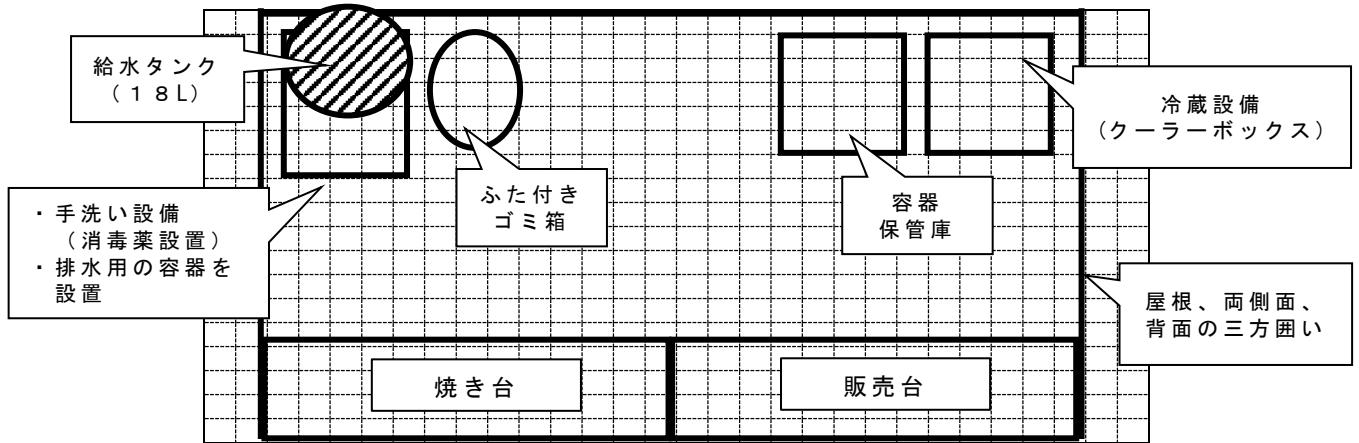 給水タンク
（１８L）
・手洗い設備
（消毒薬設置）
・排水用の容器を
設置
ふた付き
ゴミ箱
容器
保管庫
冷蔵設備
（クーラーボックス）
屋根、両側面、
背面の三方囲い
焼き台
販売台